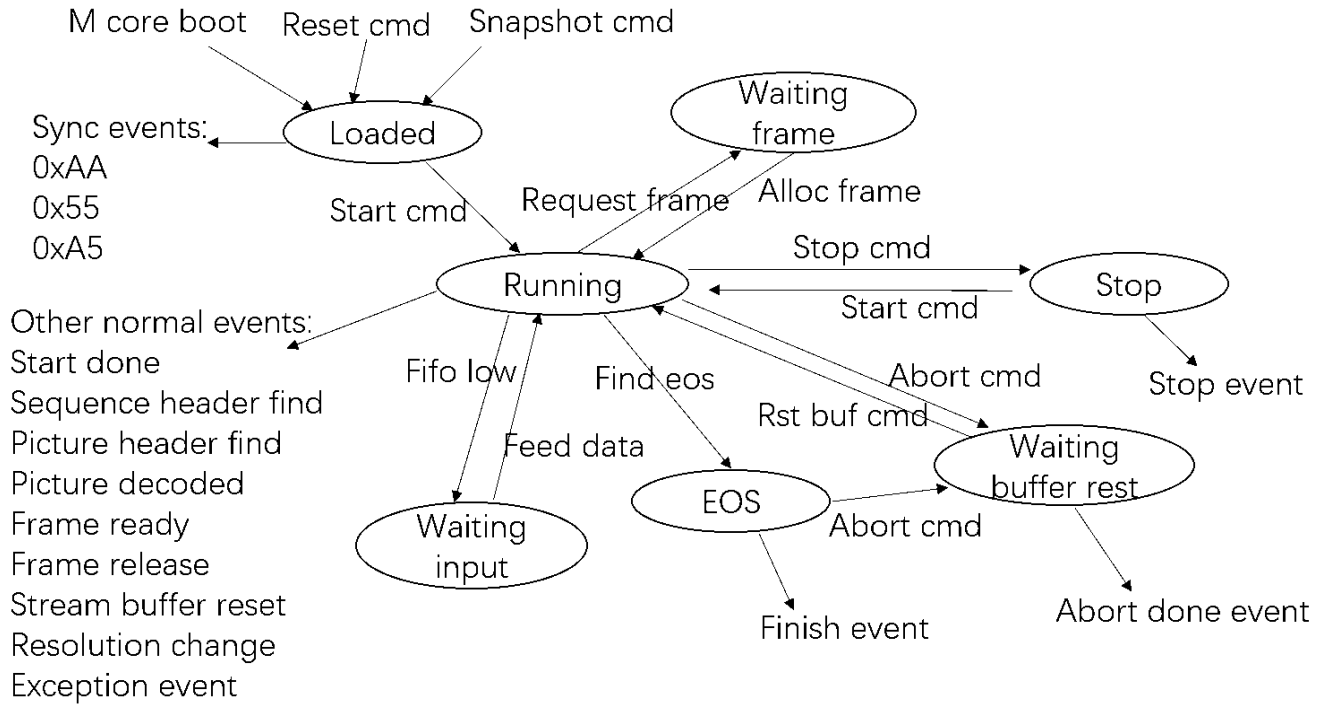 M core boot
Reset cmd
Snapshot cmd
Loaded
Waiting
frame
Sync events:
0xAA
0x55
0xA5
Start cmd
Request frame
Alloc frame
Running
Stop cmd
Start cmd
Stop
Stop event
Other normal events:
Start done
Sequence header find
Picture header find
Picture decoded
Frame ready
Frame release
Stream buffer reset
Resolution change
Exception event
Fifo low
Feed data
Find eos
Abort cmd
Rst buf cmd
Waiting
input
EOS
Abort cmd
Waiting
buffer rest
Finish event
Abort done event